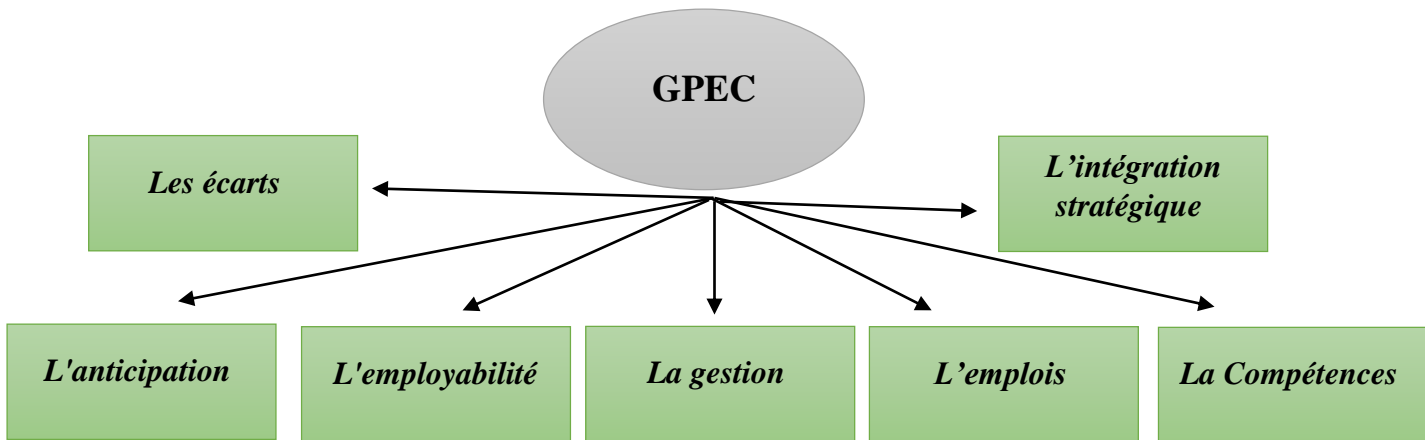 GPEC
Les écarts
L’intégration
stratégique
L'anticipation
L'employabilité
La gestion
L’emplois
La Compétences